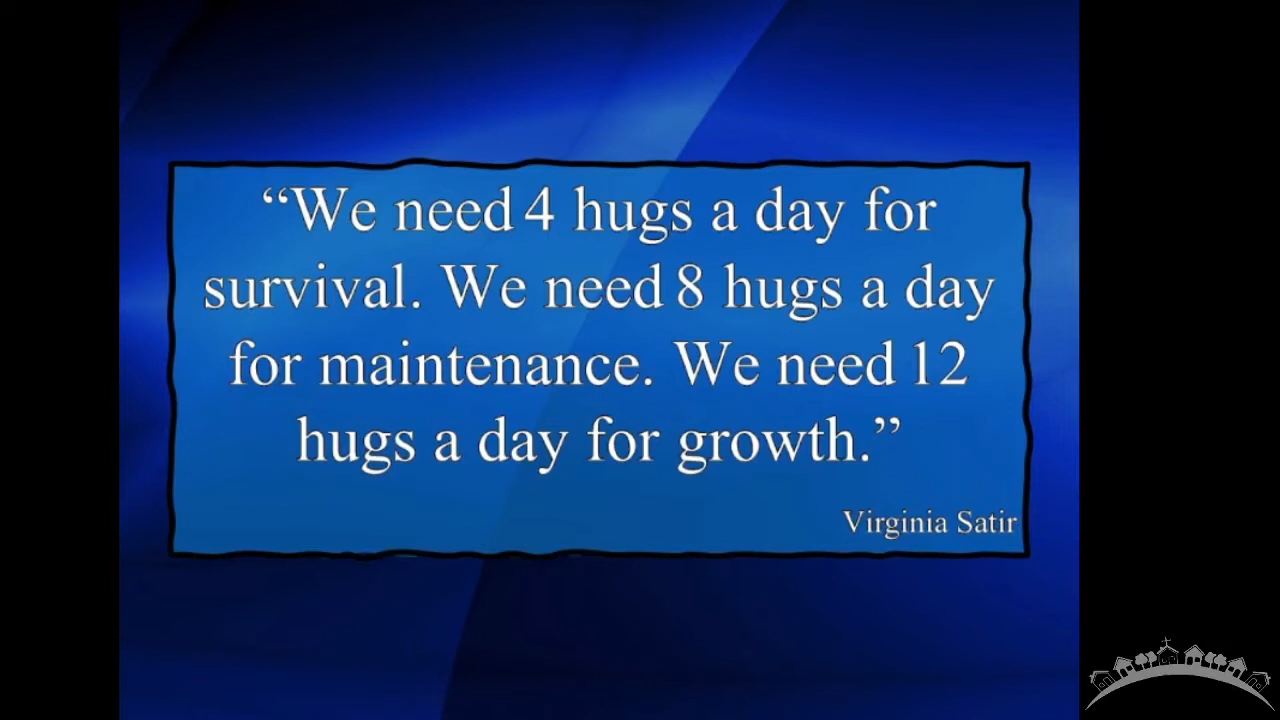 “We need 4 hugs a day for
survival. We need 8 hugs a day
for maintenance. We need 12
hugs a day for growth.”
Virginia Satir